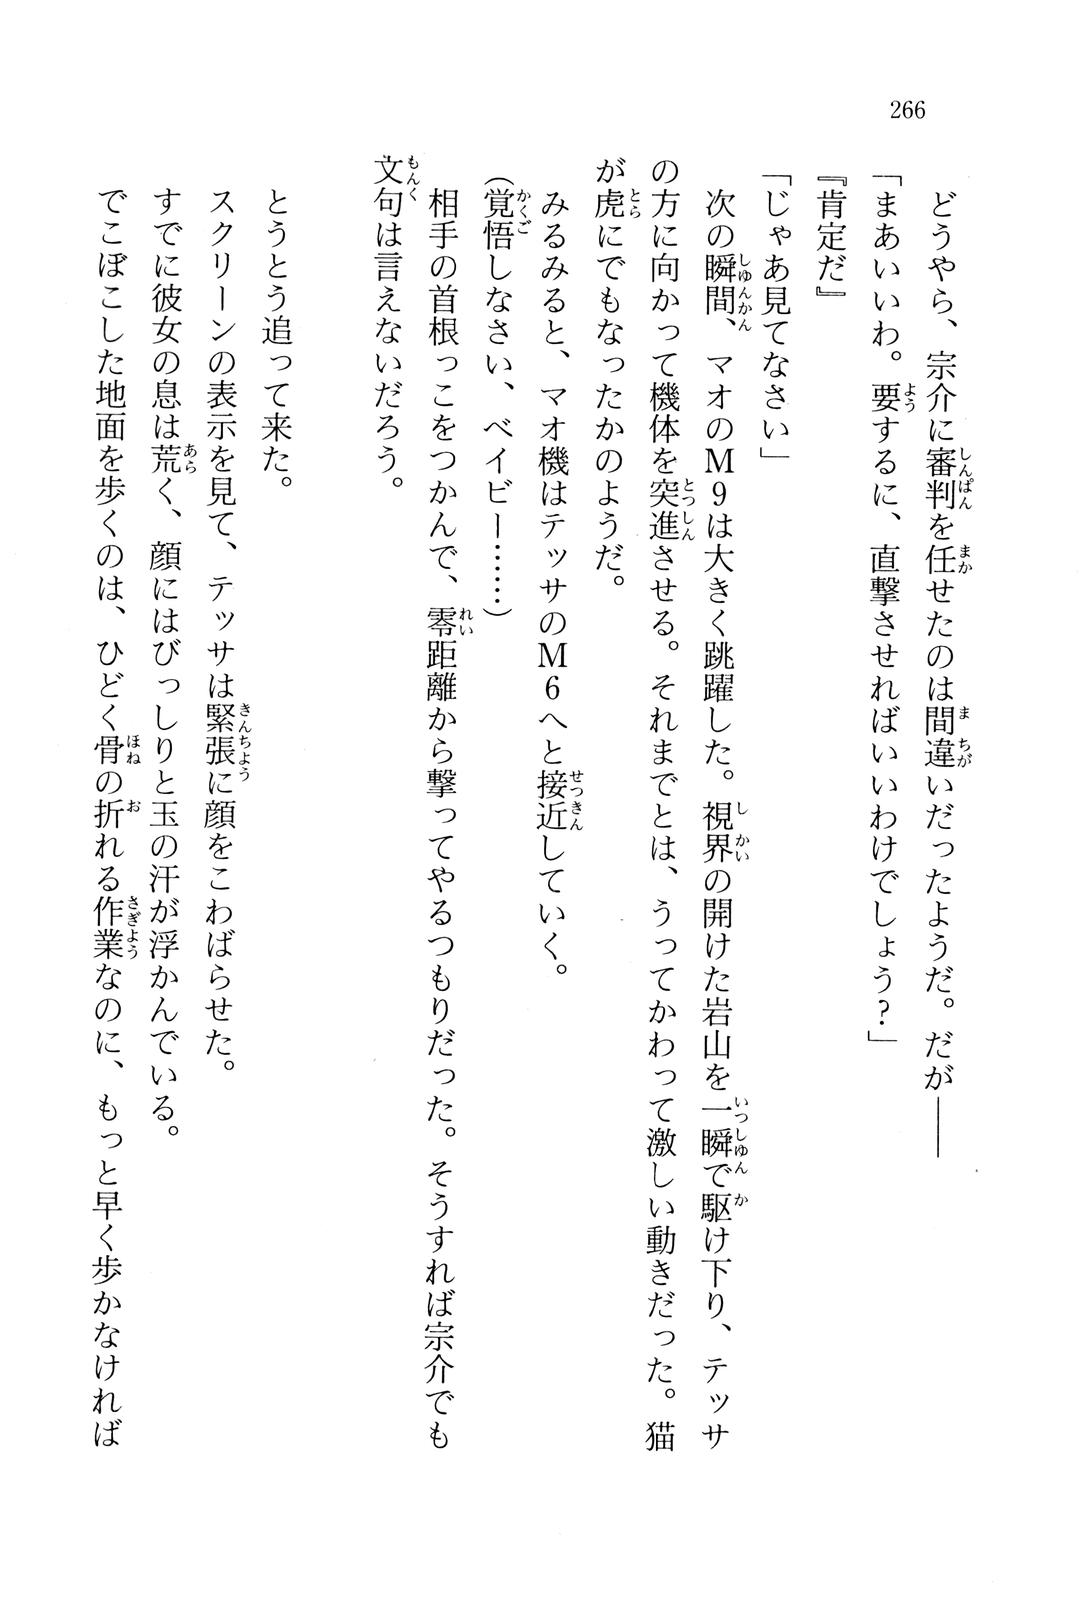 266
どうやら、宗介に審判を任せたのは間違いだったようだ。だが――
「まあいいわ。要するに、直撃させればいいわけでしょう？」
『肯定だ』
「じゃあ見てなさい」
次の瞬間、マオのＭ９は大きく跳躍した。視界の開けた岩山を一瞬で駆け下り、テッサ
の方に向かって機体を突進させる。それまでとは、うってかわって激しい動きだった。猫
が虎にでもなったかのようだ。
みるみると、マオ機はテッサのＭ６へと接近していく。
（覚悟しなさい、ベイビー……）
相手の首根っこをつかんで、零距離から撃ってやるつもりだった。そうすれば宗介でも
文句は言えないだろう。
とうとう追って来た。
スクリーンの表示を見て、テッサは緊張に顔をこわばらせた。
すでに彼女の息は荒く、顔にはびっしりと玉の汗が浮かんでいる。
でこぼこした地面を歩くのは、ひどく骨の折れる作業なのに、もっと早く歩かなければ